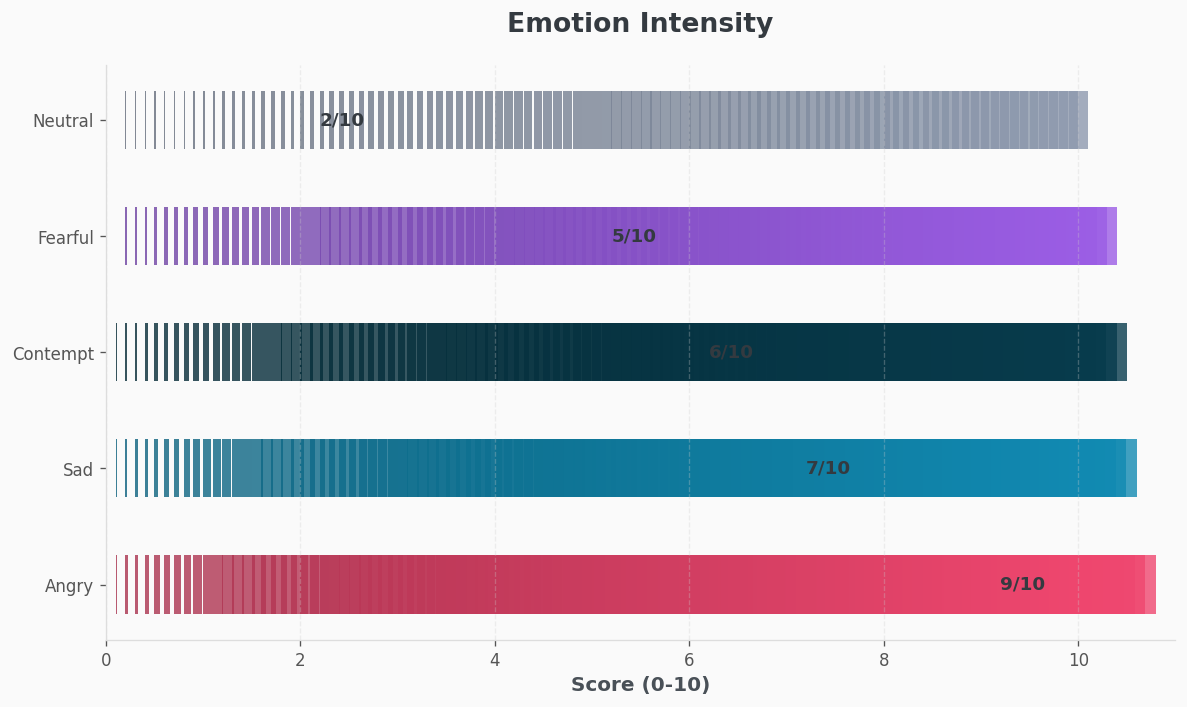 Emotion Intensity
Neutral
2/10
Fearful
5/10
Contempt
6/10
Sad
7/10
Angry
9/10
0 2 4 6 8 10
Score (0-10)